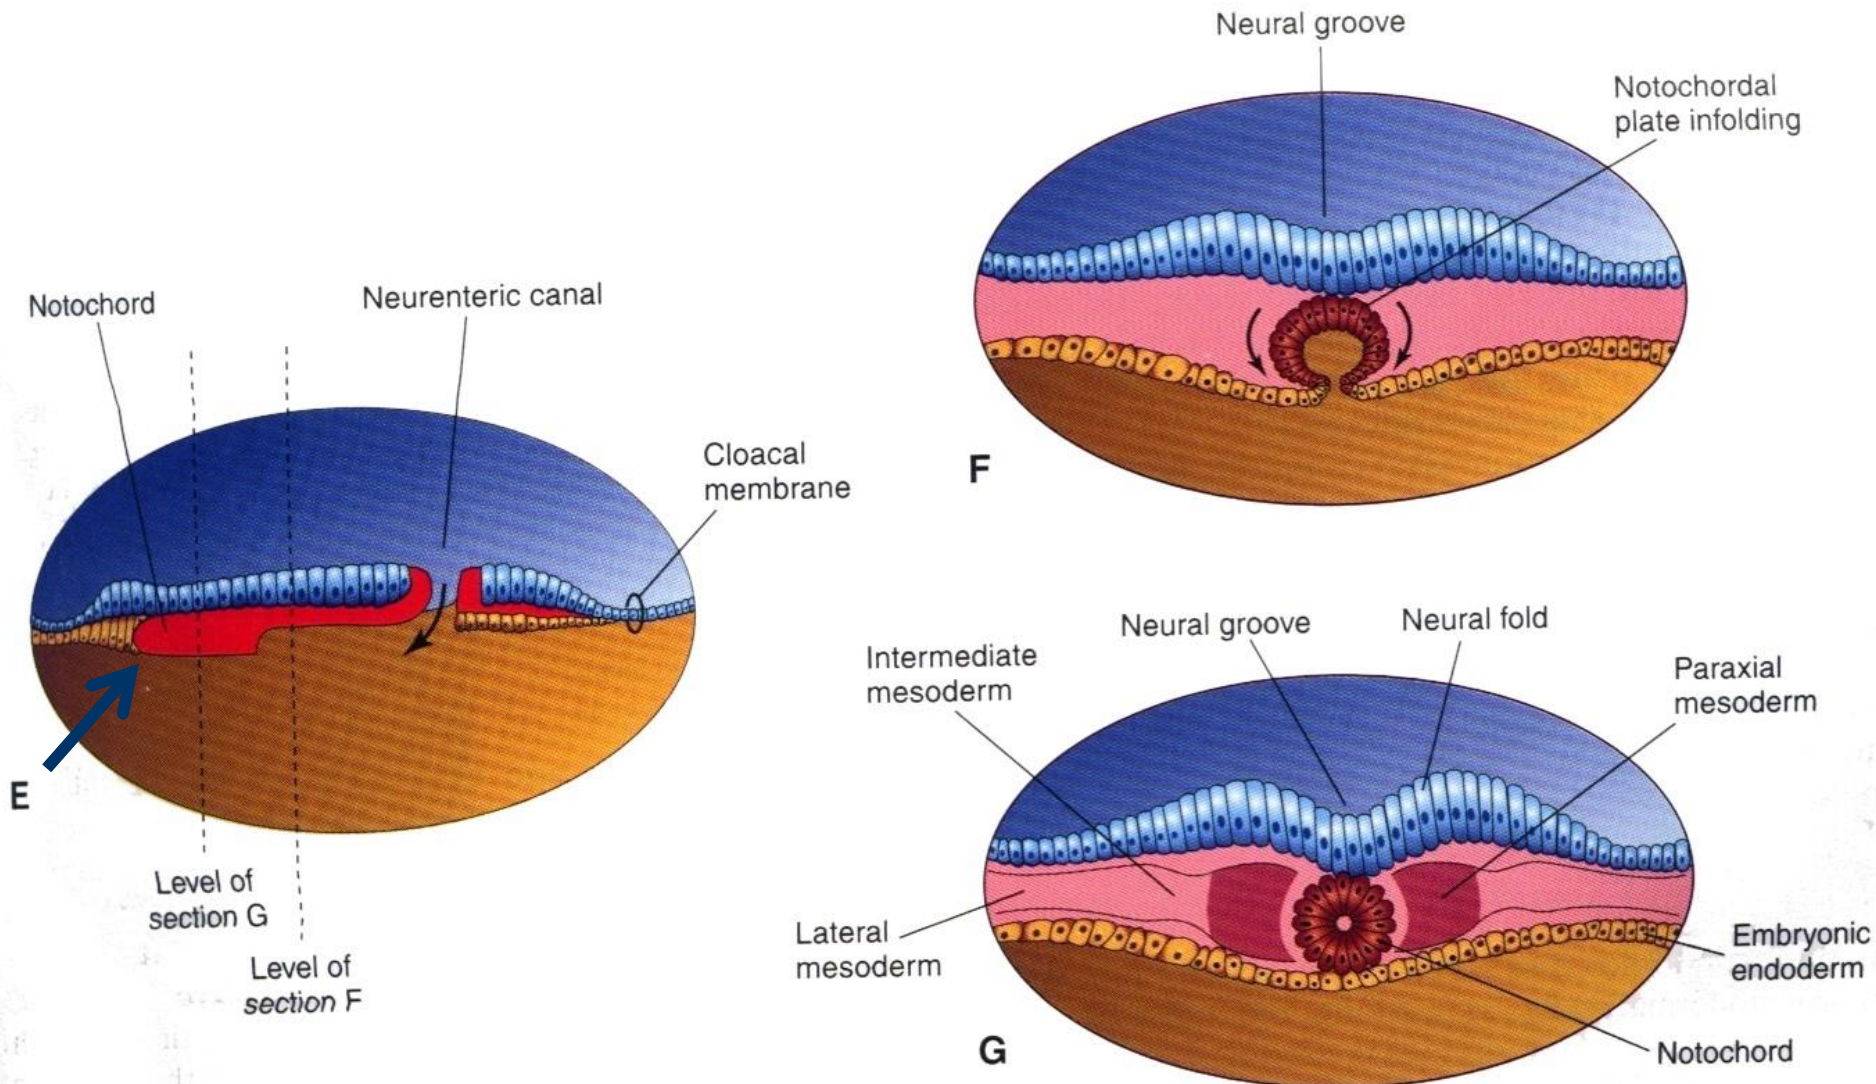 Neural groove
Notochordal
plate infolding
F
Notochord
Neurenteric canal
Cloacal
membrane
E
Level of
section G
Level of
section F
Neural groove
Neural fold
Intermediate
mesoderm
Paraxial
mesoderm
Lateral
mesoderm
Embryonic
endoderm
Notochord
G